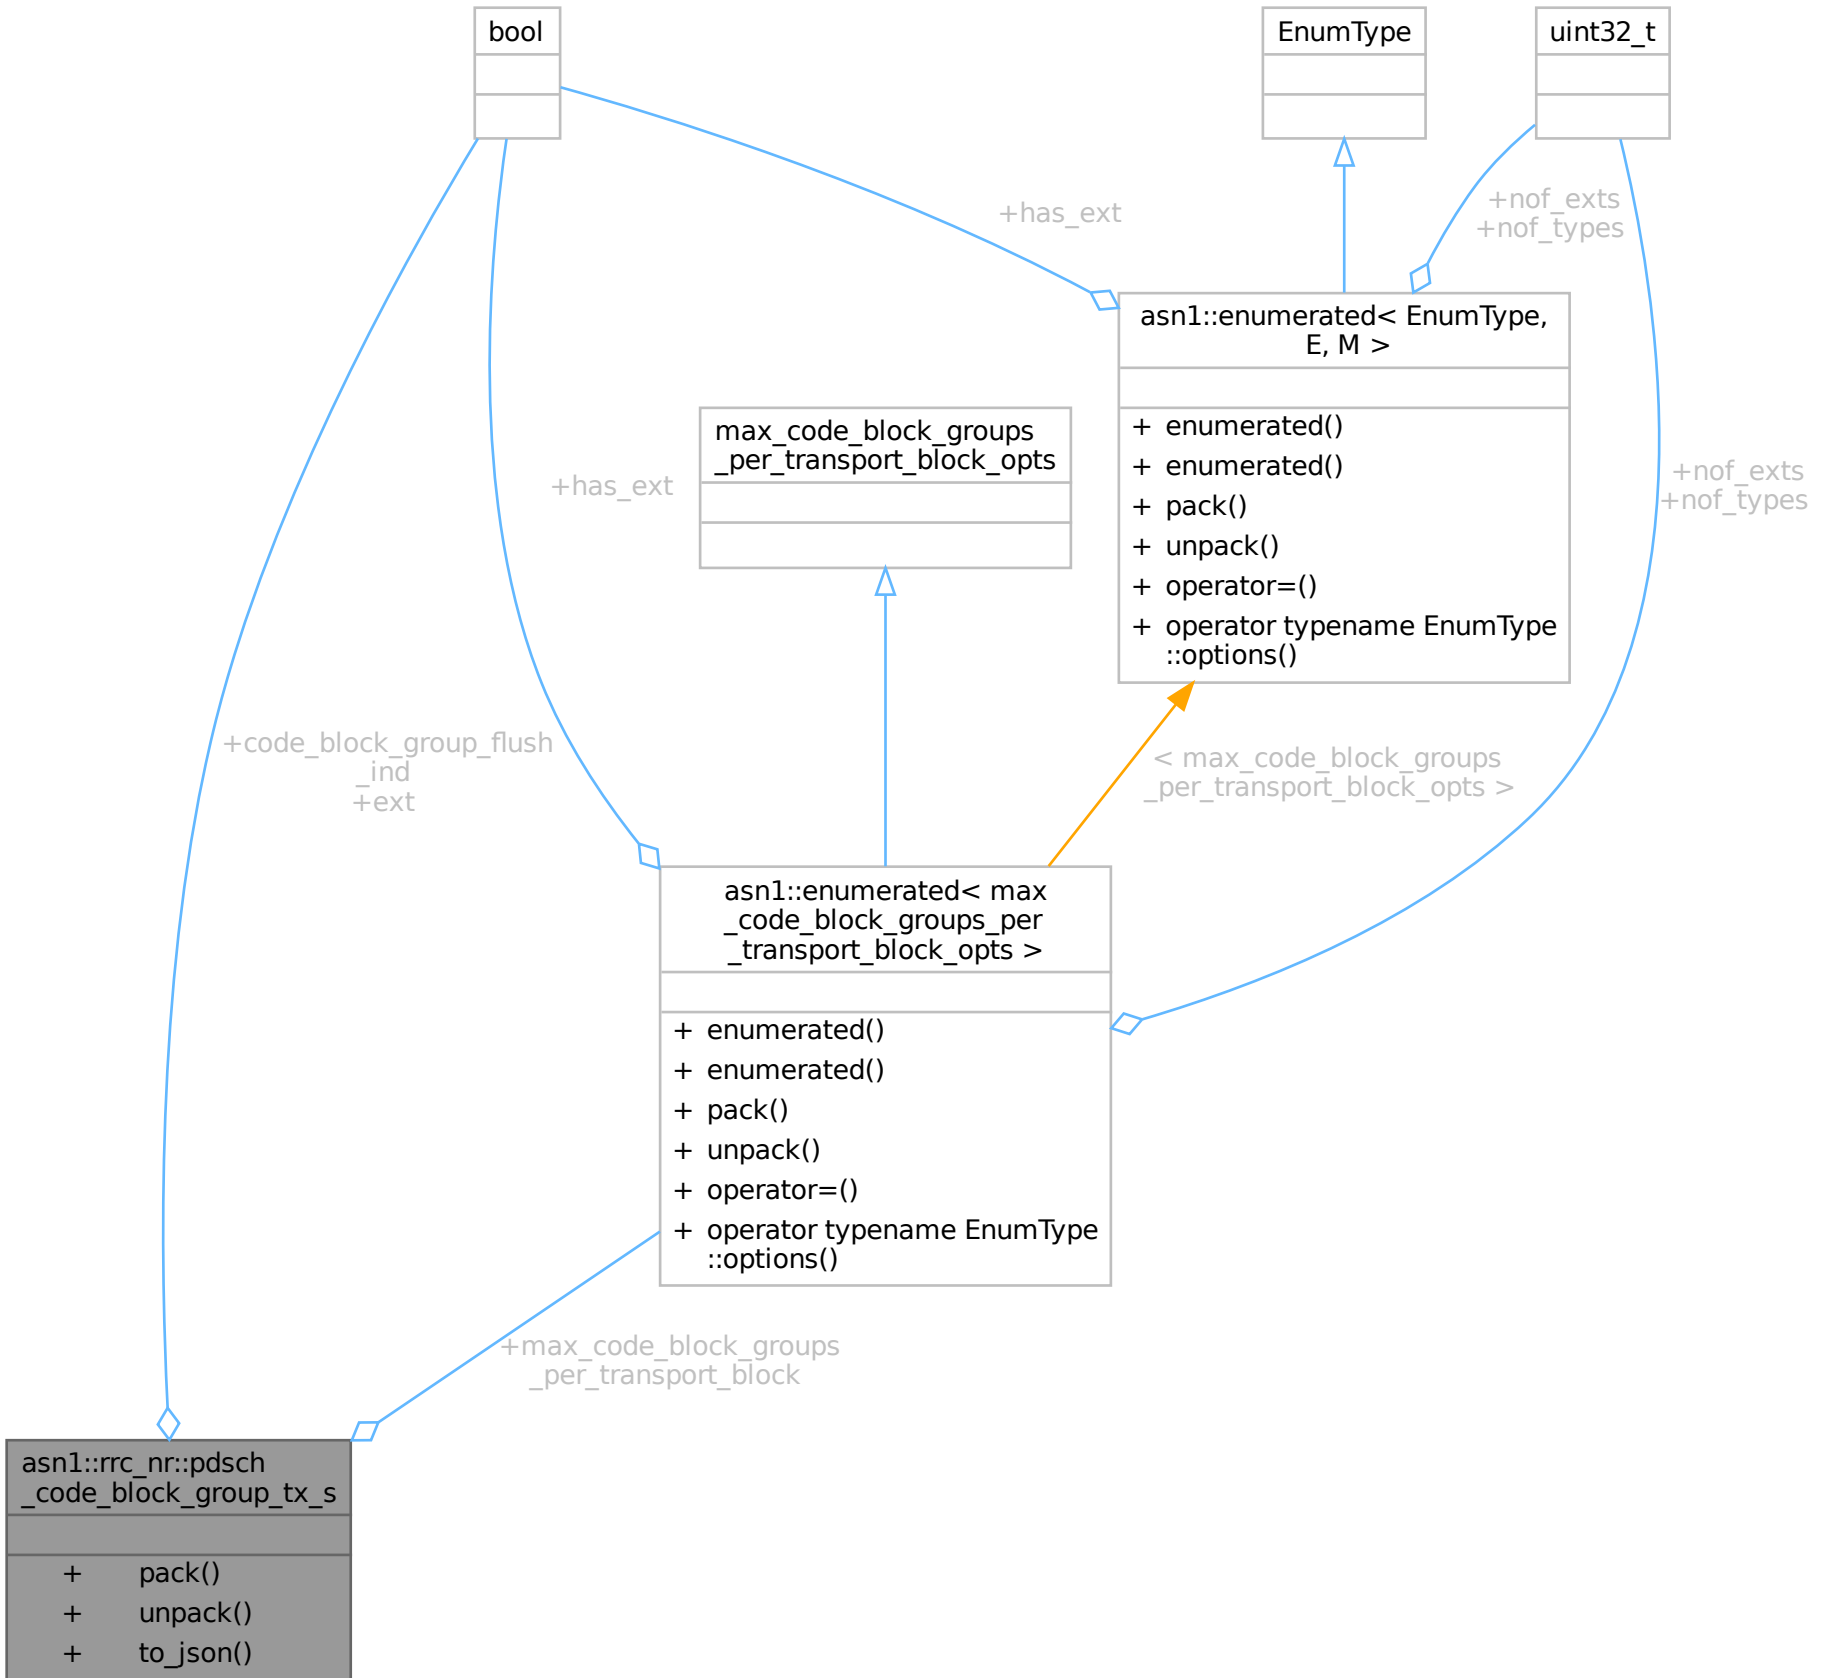 bool
EnumType
uint32_t
+has_ext
+nof_exts
+nof_types
asn1::enumerated< EnumType,
E, M >
+ enumerated()
+ enumerated()
+ pack()
+ unpack()
+ operator=()
+ operator typename EnumType
::options()
max_code_block_groups
_per_transport_block_opts
+has_ext
+nof_exts
+nof_types
+code_block_group_flush
_ind
+ext
< max_code_block_groups
_per_transport_block_opts >
asn1::enumerated< max
_code_block_groups_per
_transport_block_opts >
+ enumerated()
+ enumerated()
+ pack()
+ unpack()
+ operator=()
+ operator typename EnumType
::options()
+max_code_block_groups
_per_transport_block
asn1::rrc_nr::pdsch
_code_block_group_tx_s
+ pack()
+ unpack()
+ to_json()